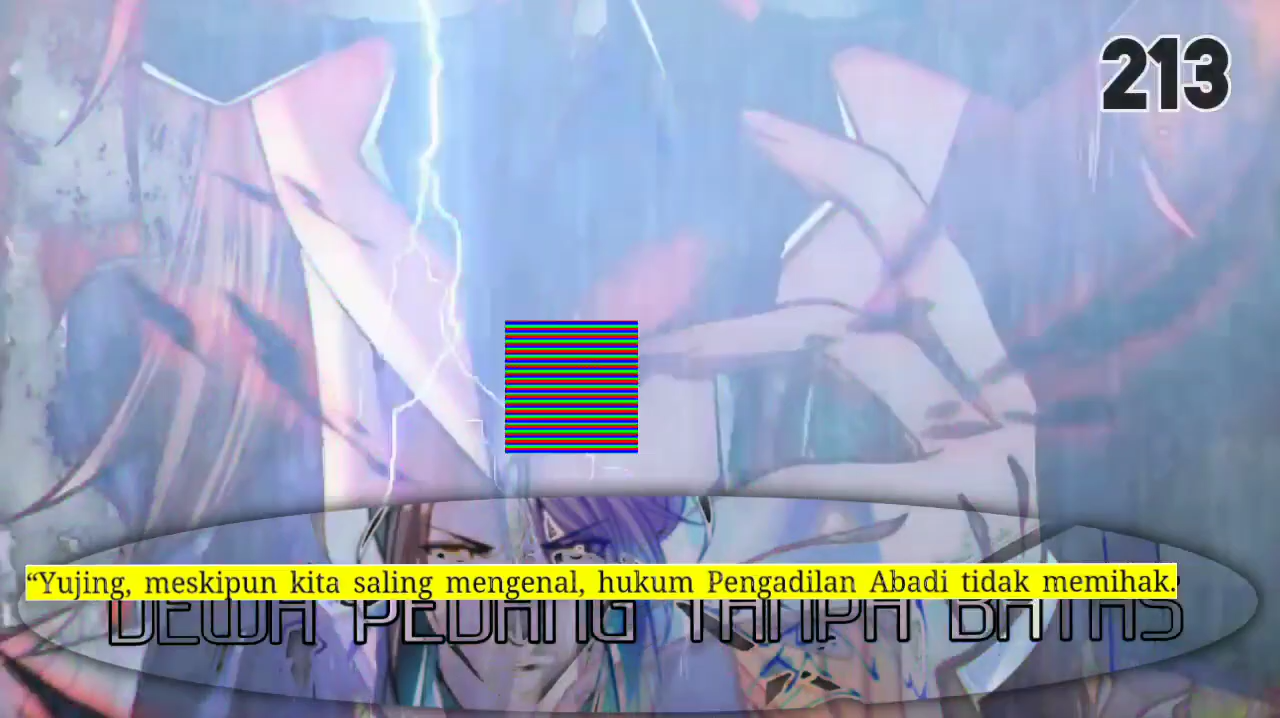 213
“Yujing, meskipun kita saling mengenal, hukum Pengadilan Abadi tidak memihak.
DEWA PEDANG TANPA BATAS